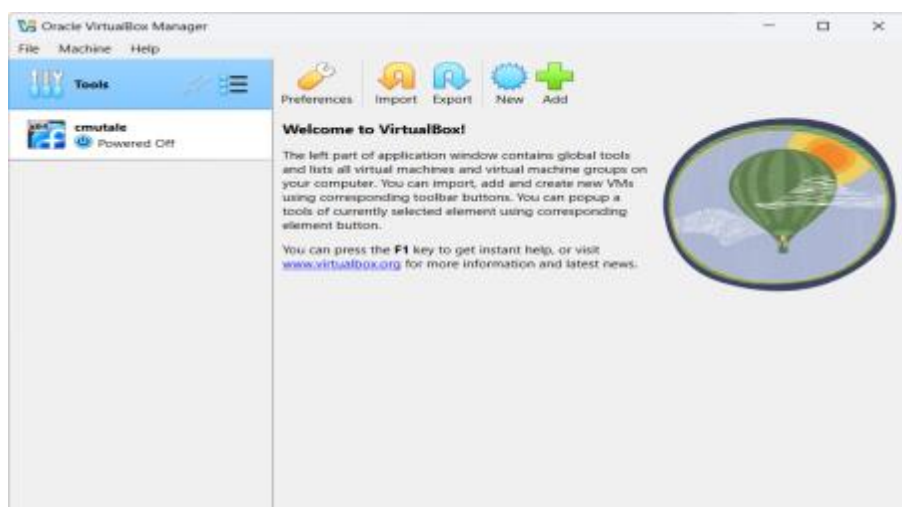 Oracle VirtualBox Manager
File Machine Help
Tools
Preferences Import Export New Add
cmutale
Powered Off
Welcome to VirtualBox!
The left part of application window contains global tools
and lists all virtual machines and virtual machine groups on
your computer. You can import, add and create new VMs
using corresponding toolbar buttons. You can popup a
tools of currently selected element using corresponding
element button.
You can press the F1 key to get instant help, or visit
www.virtualbox.org for more information and latest news.